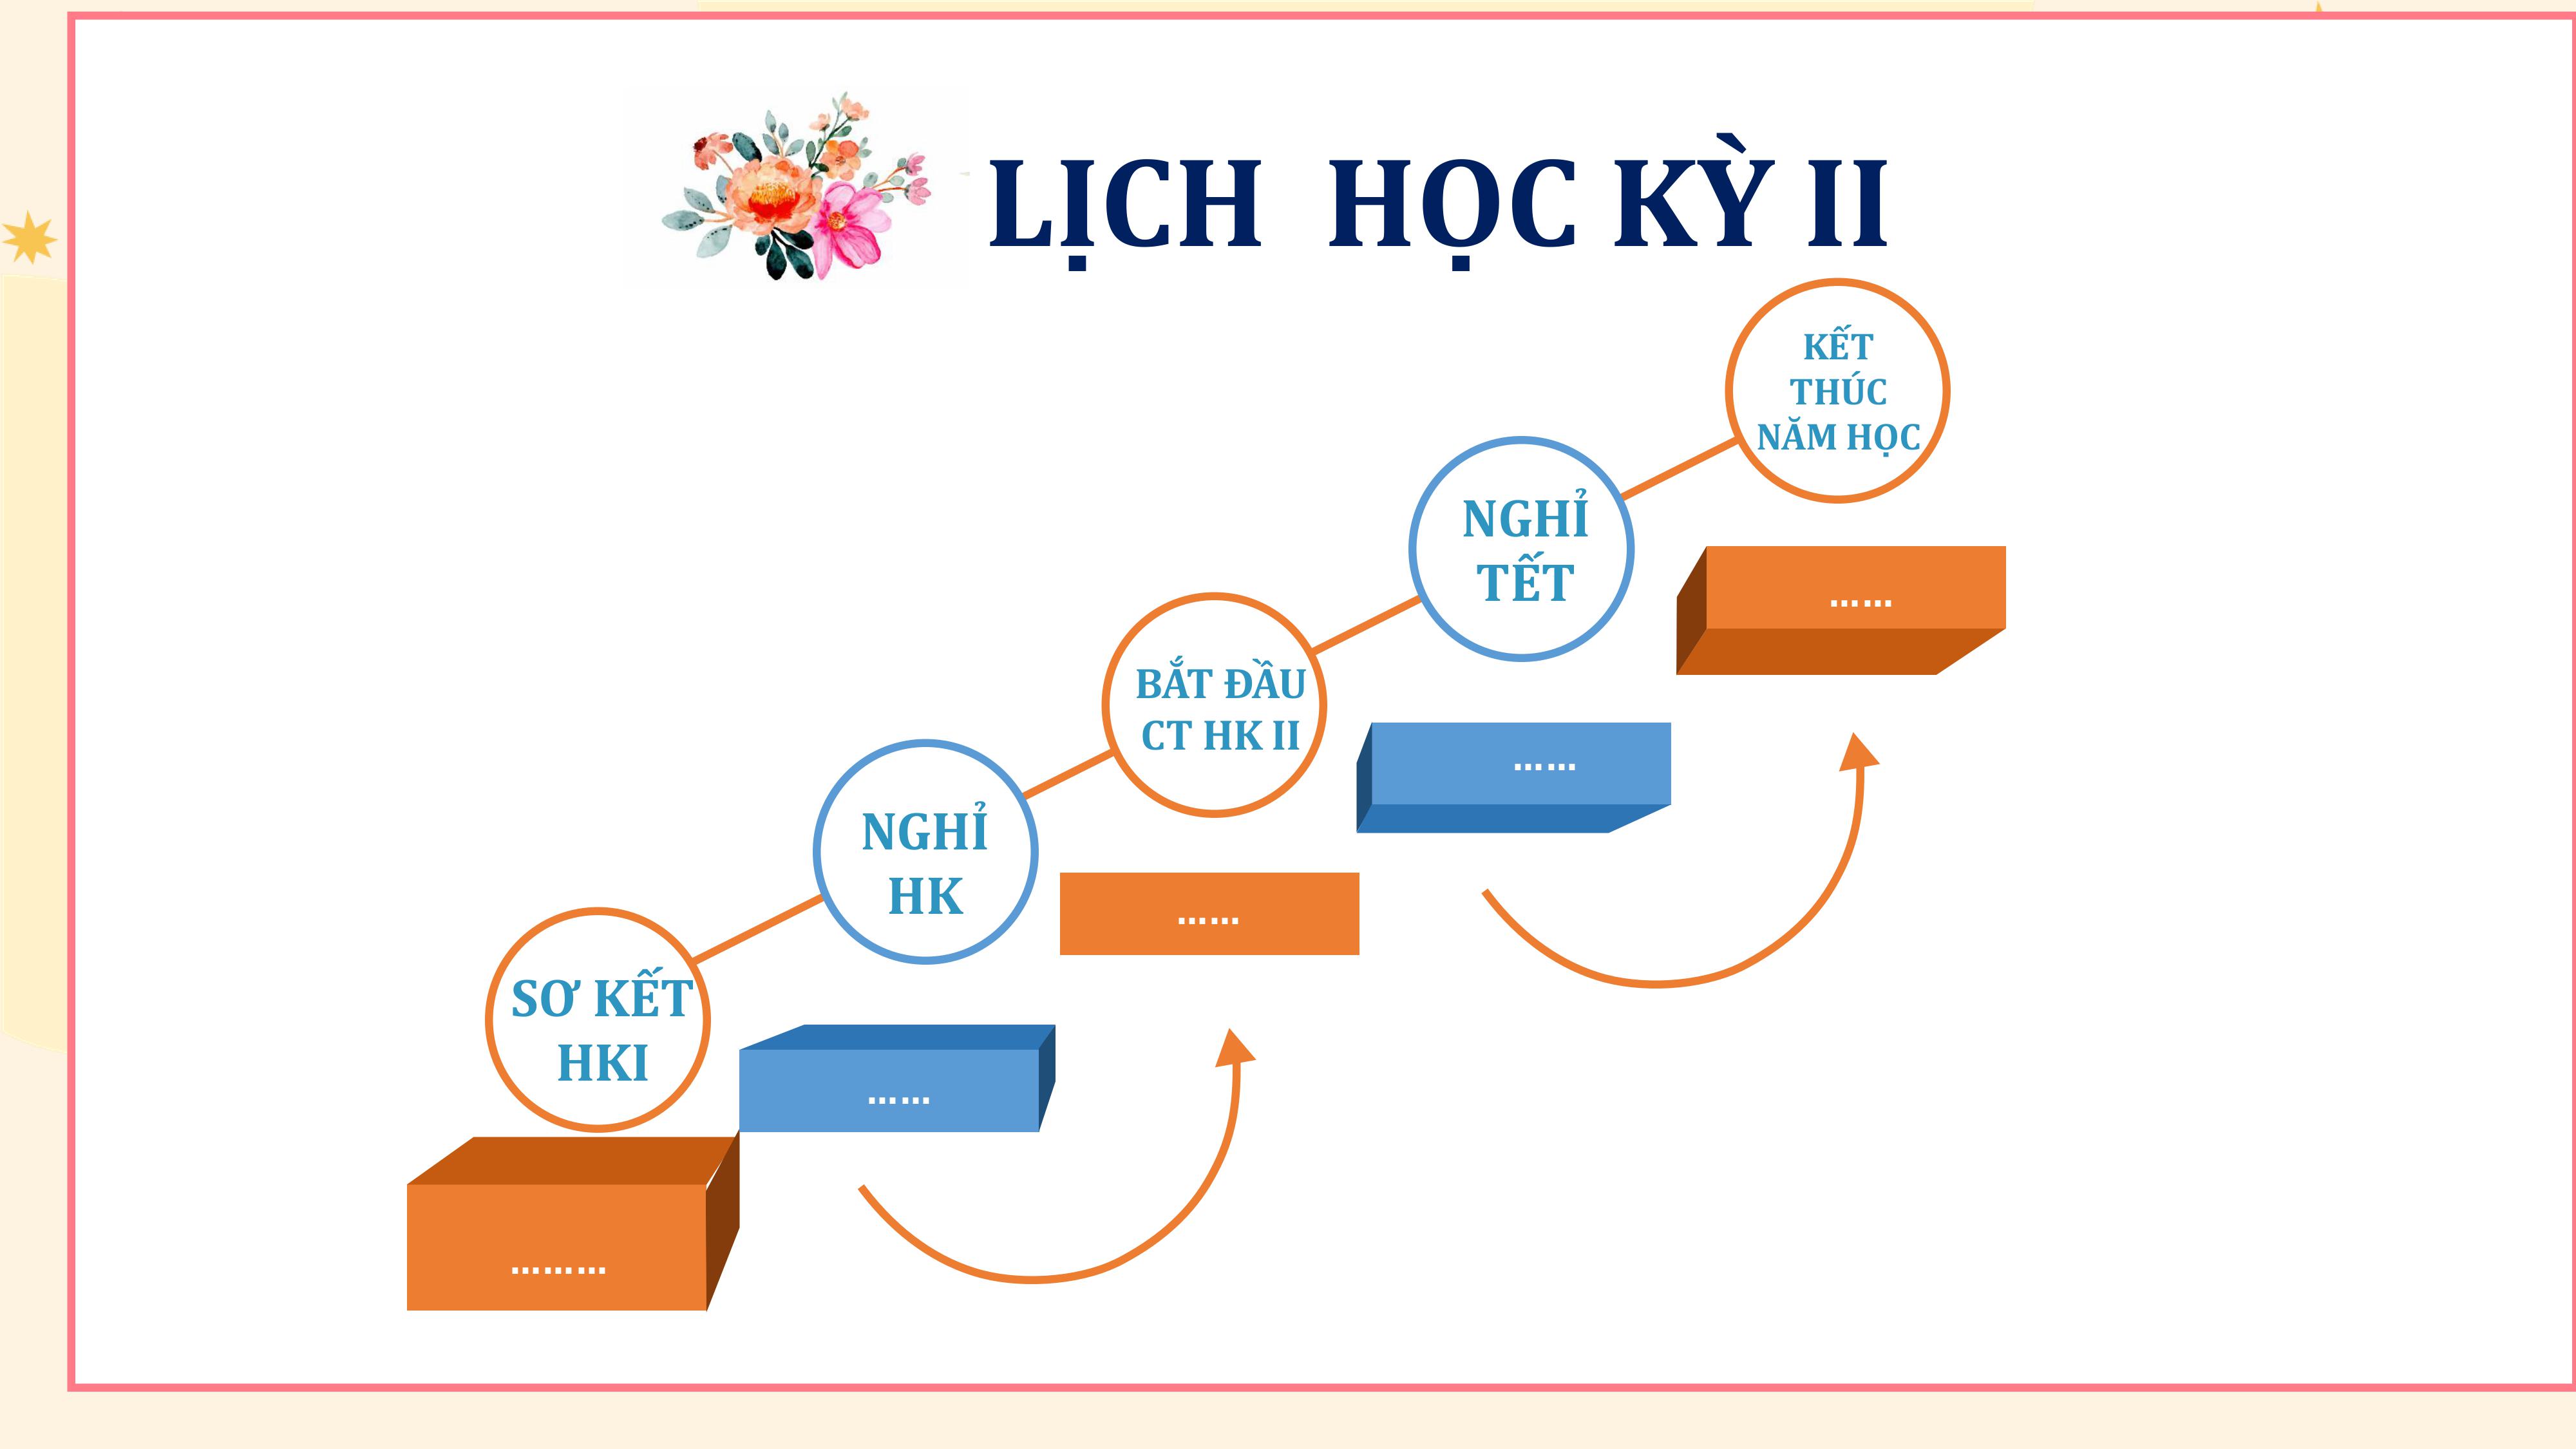 LỊCH HỌC KỲ II
KẾT
THÚC
NĂM HỌC
NGHỈ
TẾT
……
BẮT ĐẦU
CT HK II
……
NGHỈ
HK
……
SƠ KẾT
HKI
……
………